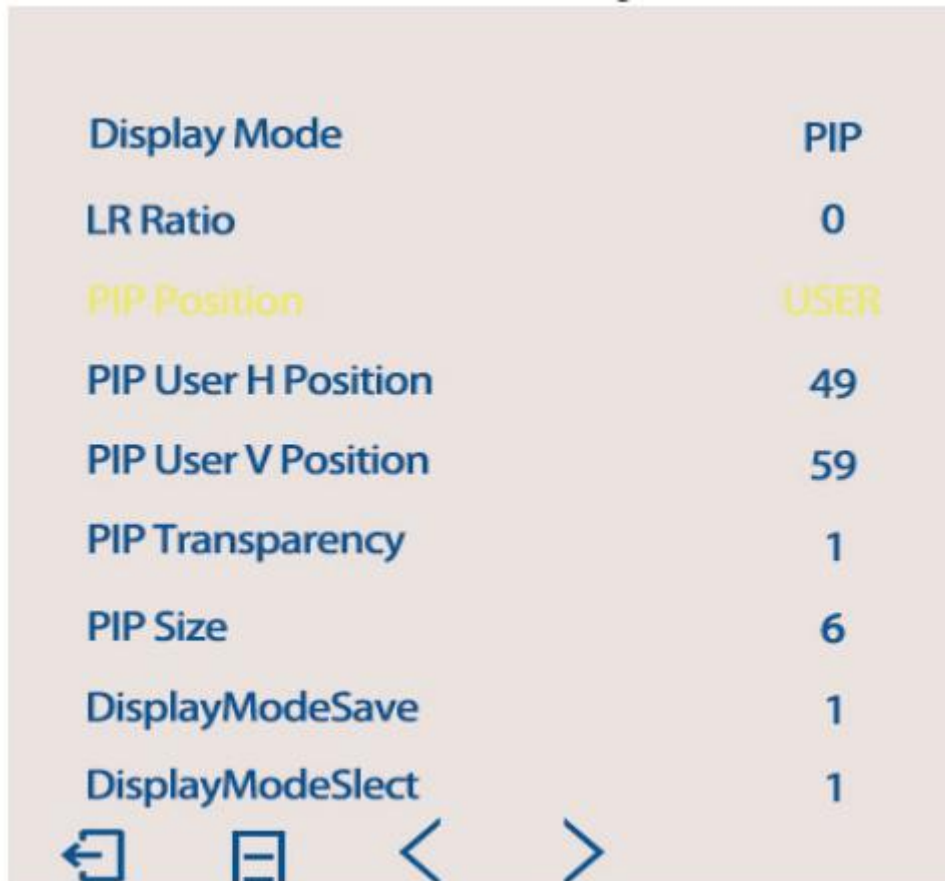 Display Mode PIP
LR Ratio 0
PIP Position USER
PIP User H Position 49
PIP User V Position 59
PIP Transparency 1
PIP Size 6
DisplayModeSave 1
DisplayModeSlect 1